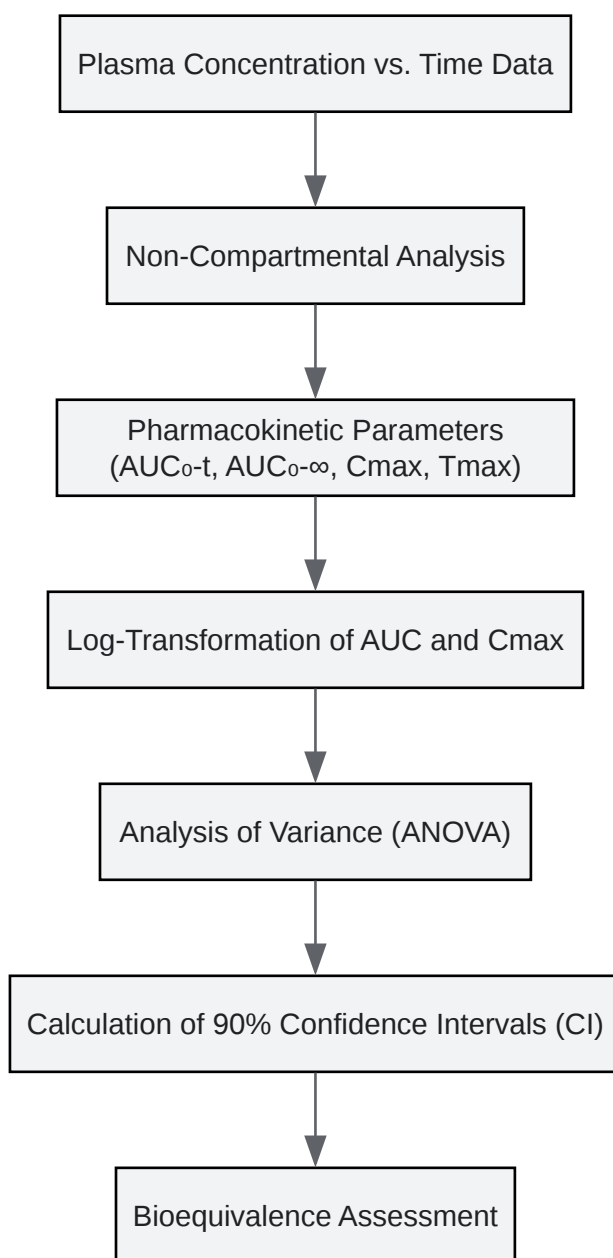 Plasma Concentration vs. Time Data
Non-Compartmental Analysis
Pharmacokinetic Parameters
(AUC₀-t, AUC₀-∞, Cmax, Tmax)
Log-Transformation of AUC and Cmax
Analysis of Variance (ANOVA)
Calculation of 90% Confidence Intervals (CI)
Bioequivalence Assessment